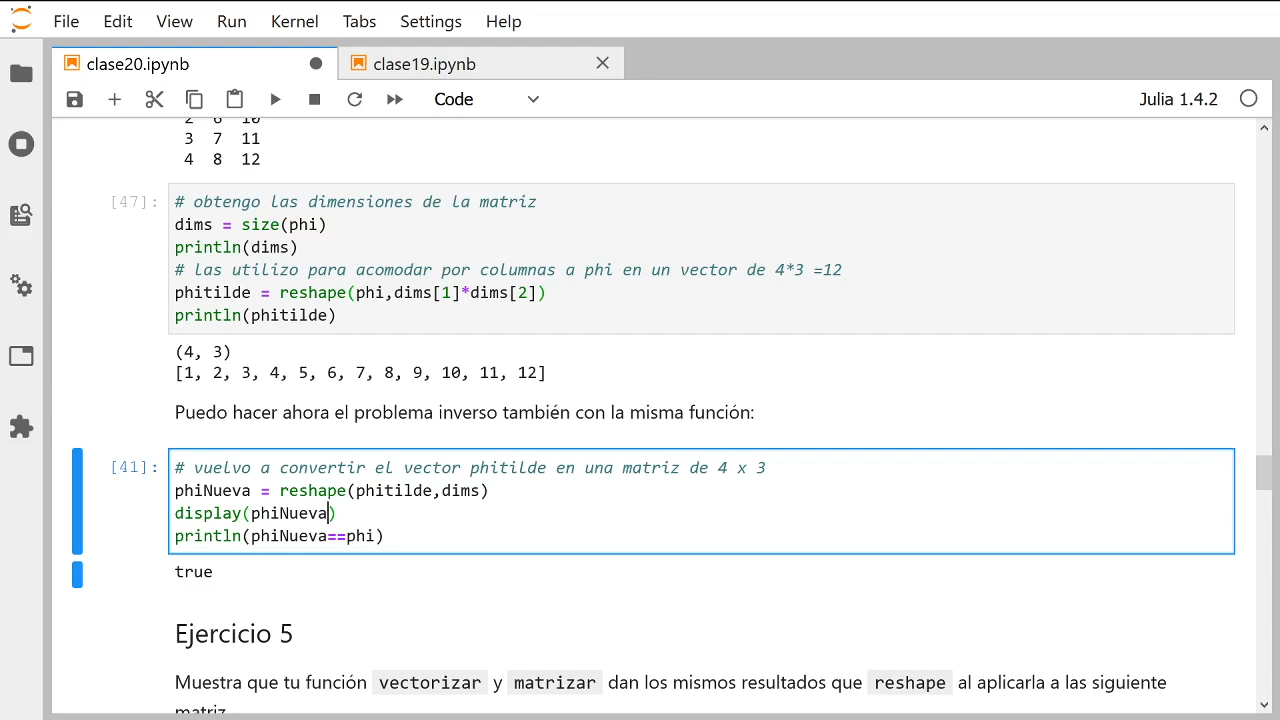 File Edit View Run Kernel Tabs Settings Help
clase20.ipynb clase19.ipynb
Code Julia 1.4.2
2 6 10
3 7 11
4 8 12
[47]:
# obtengo las dimensiones de la matriz
dims = size(phi)
println(dims)
# las utilizo para acomodar por columnas a phi en un vector de 4*3 =12
phitilde = reshape(phi,dims[1]*dims[2])
println(phitilde)
(4, 3)
[1, 2, 3, 4, 5, 6, 7, 8, 9, 10, 11, 12]
Puedo hacer ahora el problema inverso también con la misma función:
[41]:
# vuelvo a convertir el vector phitilde en una matriz de 4 x 3
phiNueva = reshape(phitilde,dims)
display(phiNueva)
println(phiNueva==phi)
true
Ejercicio 5
Muestra que tu función vectorizar y matrizar dan los mismos resultados que reshape al aplicarla a las siguiente
matriz